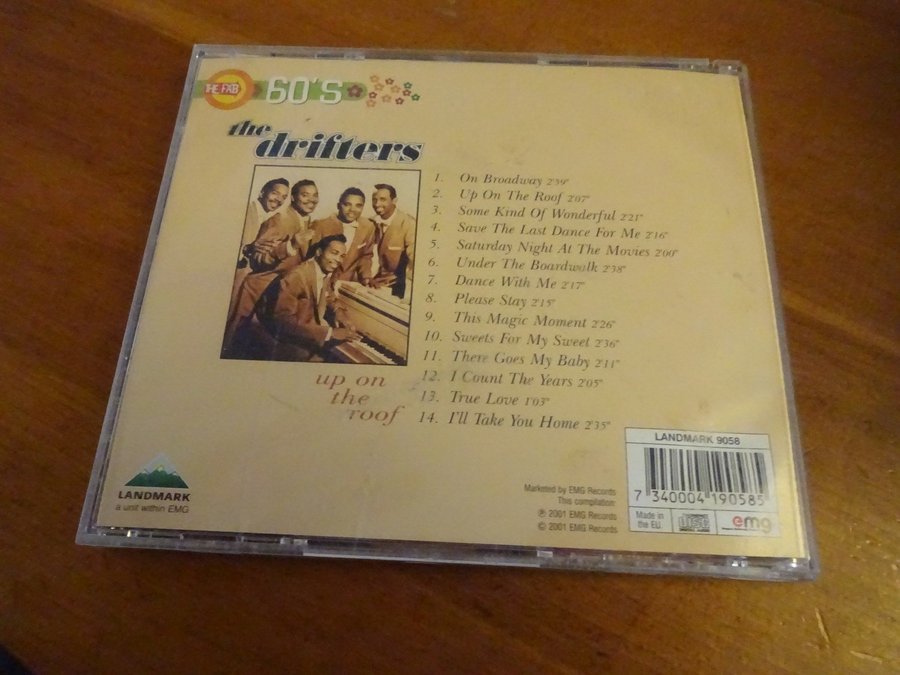 THE FAB 60'S
the
drifters
1. On Broadway 2'59"
2. Up On The Roof 2'07"
3. Some Kind Of Wonderful 2'21"
4. Save The Last Dance For Me 2'16"
5. Saturday Night At The Movies 2'00"
6. Under The Boardwalk 2'38"
7. Dance With Me 2'17"
8. Please Stay 2'15"
9. This Magic Moment 2'26"
10. Sweets For My Sweet 2'36"
11. There Goes My Baby 2'11"
12. I Count The Years 2'05"
13. True Love 1'03"
14. I'll Take You Home 2'35"
up on
the
roof
LANDMARK
a unit within EMG
Marketed by EMG Records
This compilation:
℗ 2001 EMG Records
© 2001 EMG Records
LANDMARK 9058
7 340004 190585
Made in
the EU
disc
emg